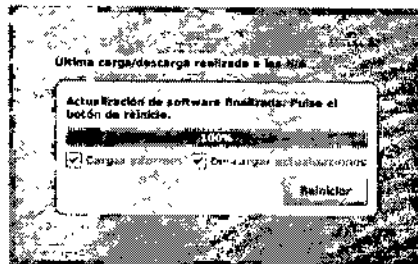 Última carga/descarga realizada a las N/A
Actualización de software finalizada. Pulse el
botón de reinicio.
100%
Cargar informes Descargar actualizaciones
Reiniciar